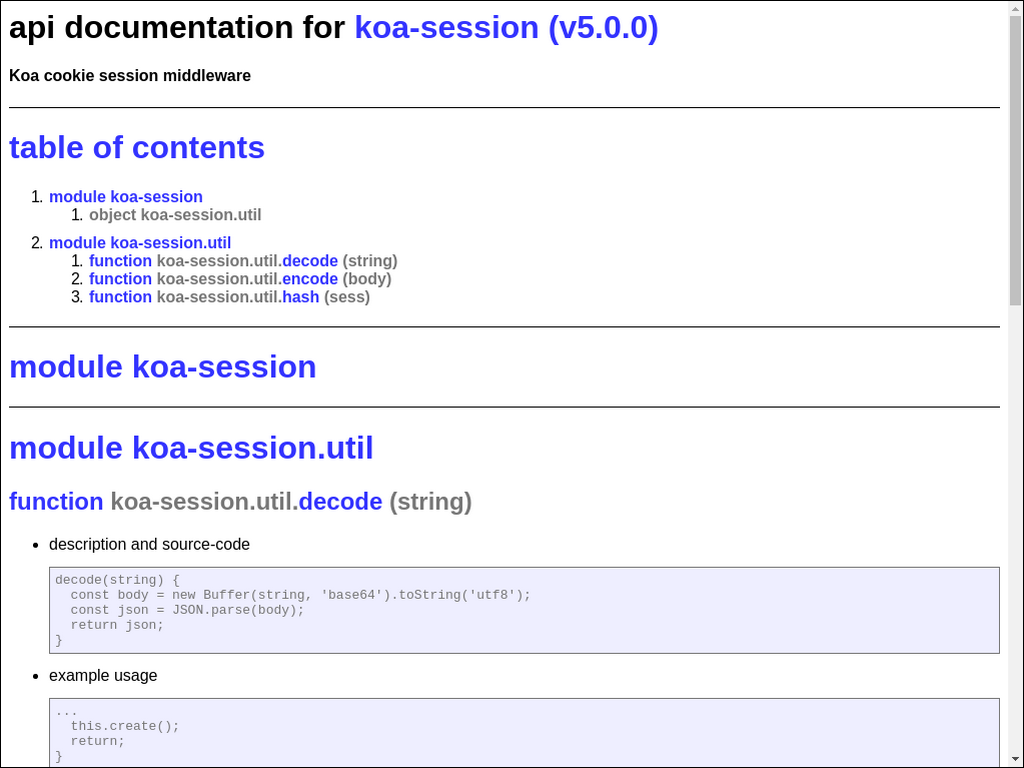 api documentation for koa-session (v5.0.0)
Koa cookie session middleware
table of contents
1. module koa-session
1. object koa-session.util
2. module koa-session.util
1. function koa-session.util.decode (string)
2. function koa-session.util.encode (body)
3. function koa-session.util.hash (sess)
module koa-session
module koa-session.util
function koa-session.util.decode (string)
• description and source-code
decode(string) {
  const body = new Buffer(string, 'base64').toString('utf8');
  const json = JSON.parse(body);
  return json;
}
• example usage
...
  this.create();
  return;
}